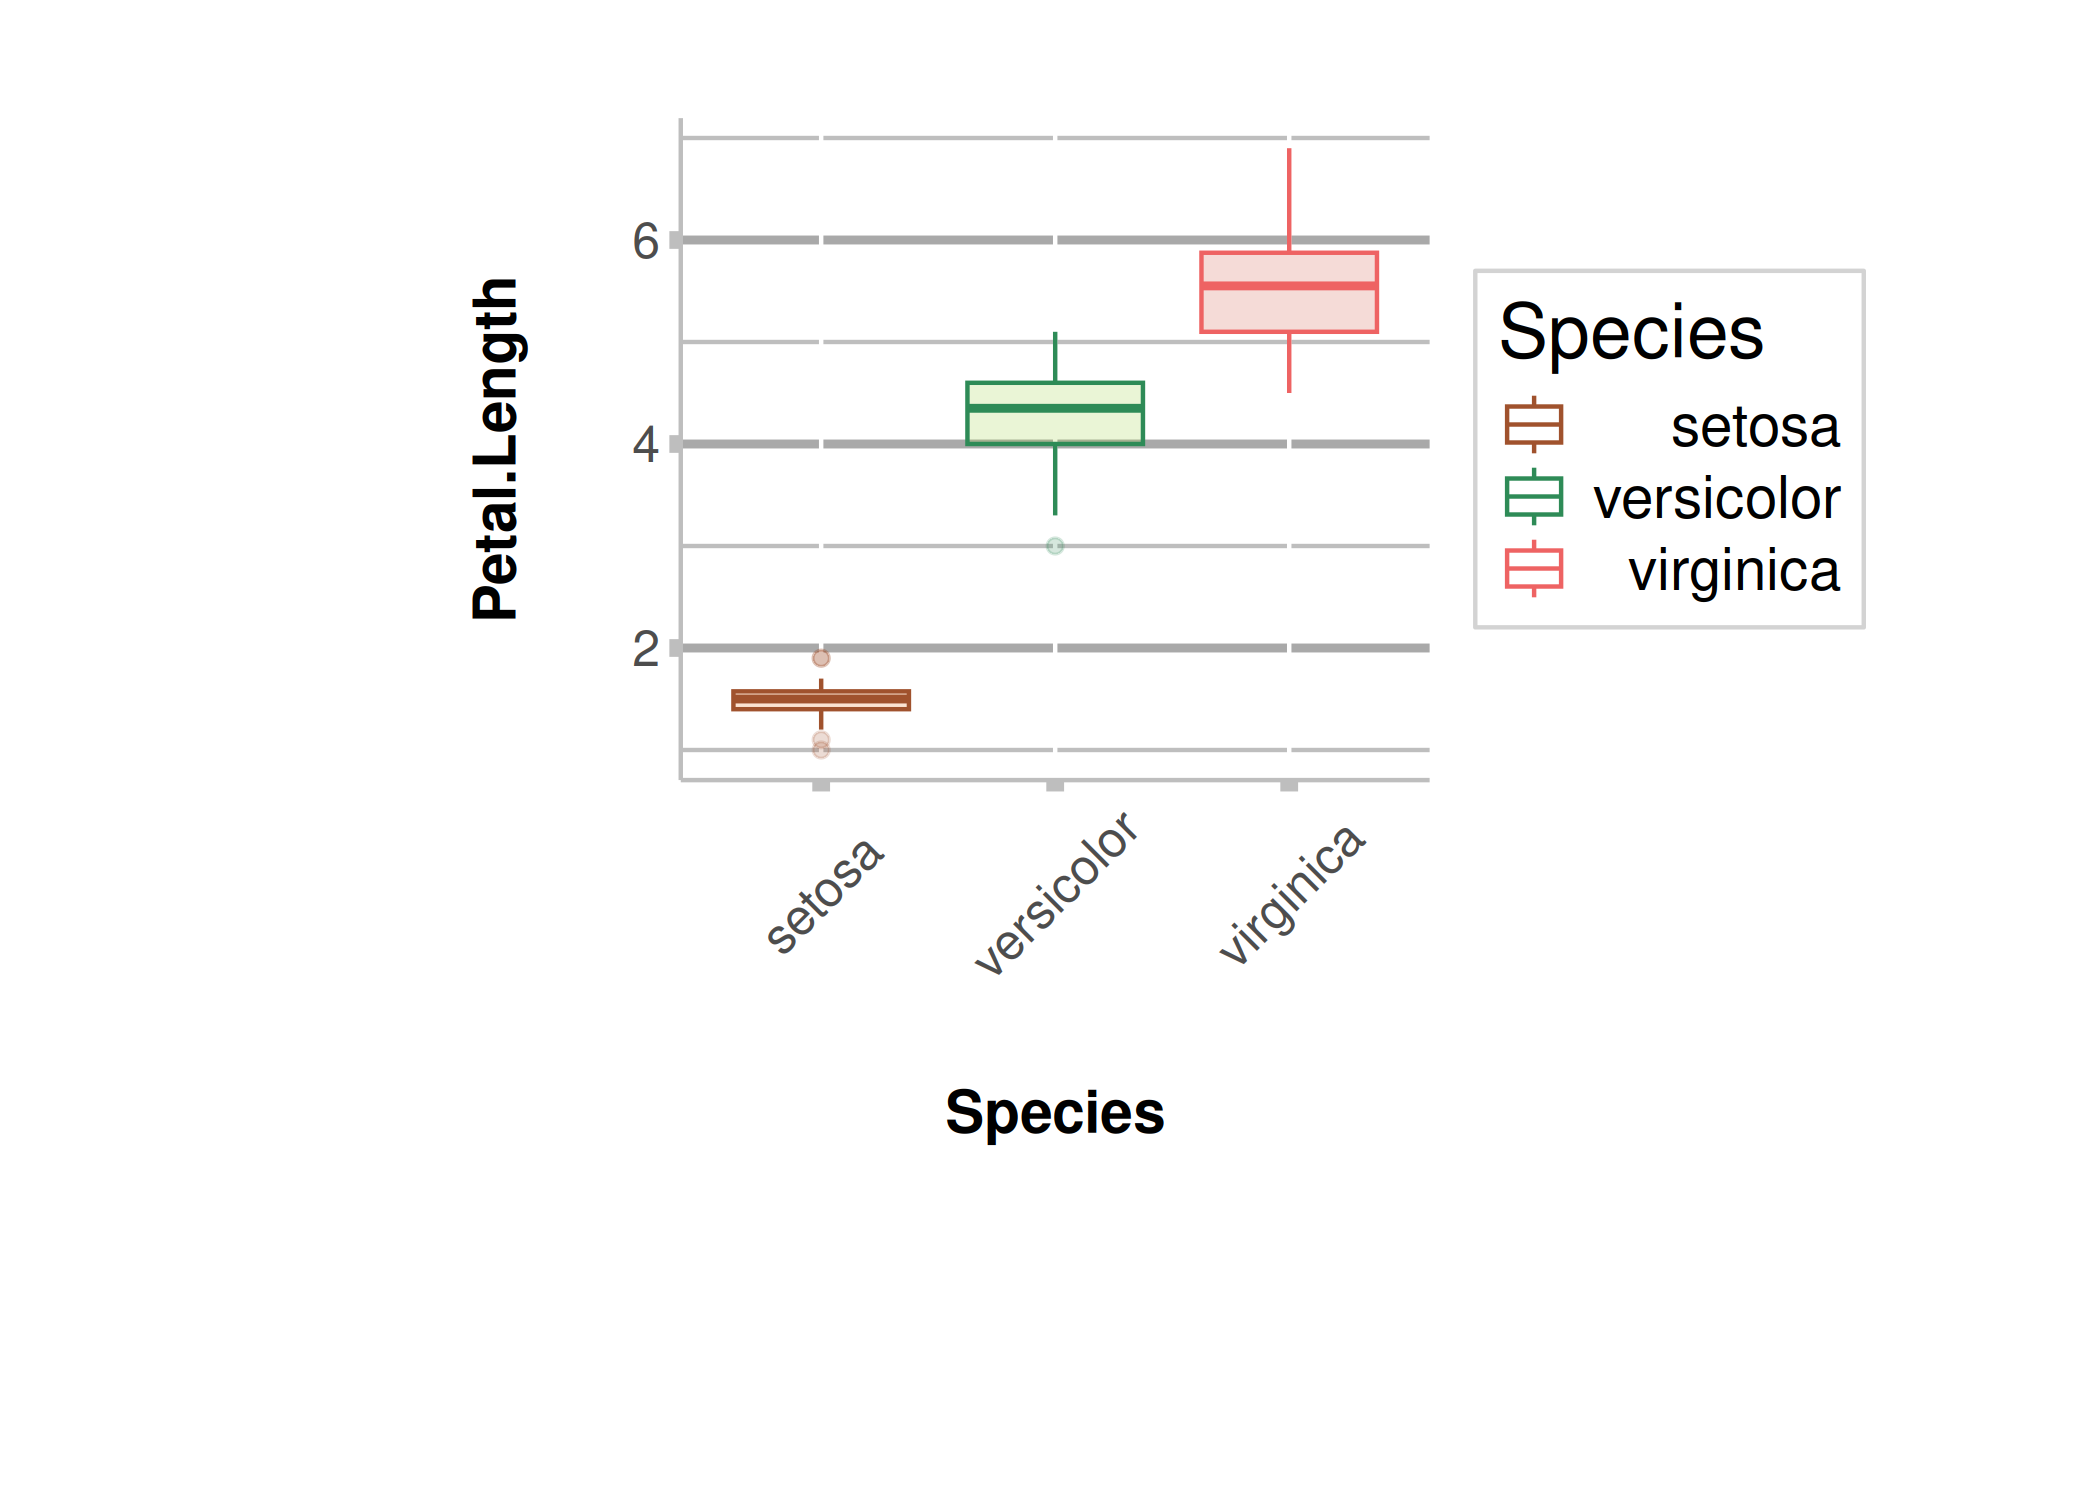 Petal.Length
6
4
2
setosa
versicolor
virginica
Species
Species
setosa
versicolor
virginica